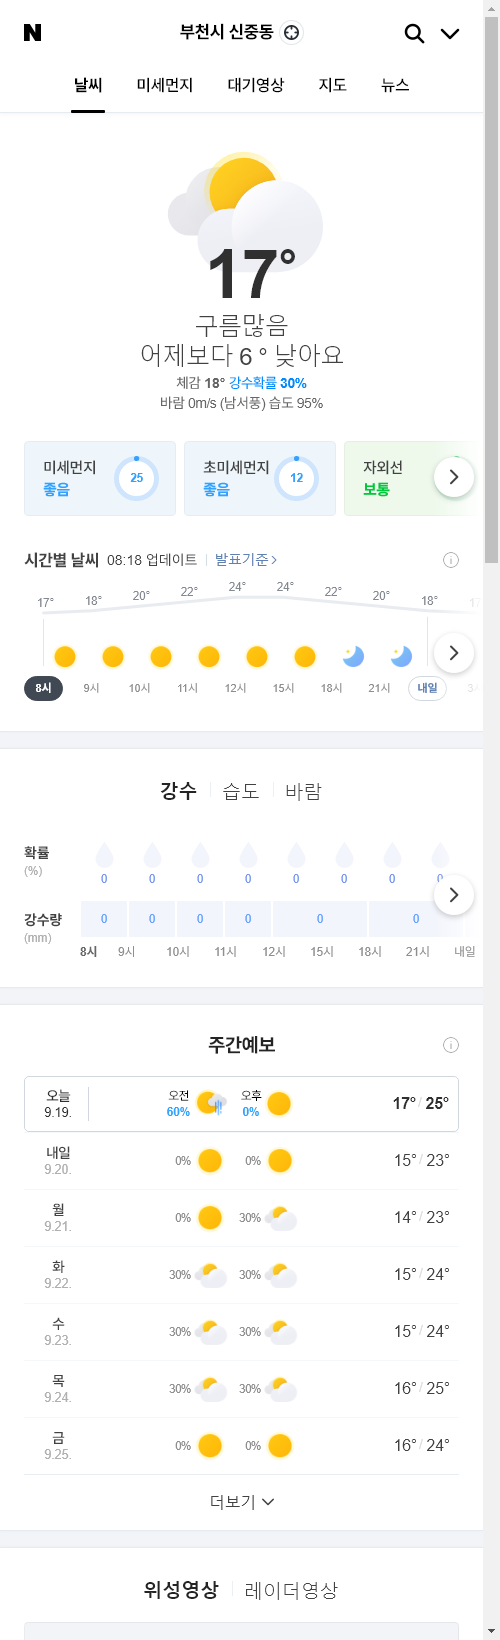 N 부천시 신중동
날씨 미세먼지 대기영상 지도 뉴스
17°
구름많음
어제보다 6 ° 낮아요
체감 18° 강수확률 30%
바람 0m/s (남서풍) 습도 95%
미세먼지 좋음 25
초미세먼지 좋음 12
자외선 보통
시간별 날씨 08:18 업데이트 발표기준
17° 18° 20° 22° 24° 24° 22° 20° 18°
8시 9시 10시 11시 12시 15시 18시 21시 내일
강수 습도 바람
확률 (%)
0 0 0 0 0 0 0 0
강수량 (mm)
0 0 0 0 0 0
8시 9시 10시 11시 12시 15시 18시 21시 내일
주간예보
오늘 9.19. 오전 60% 오후 0% 17° / 25°
내일 9.20. 0% 0% 15° / 23°
월 9.21. 0% 30% 14° / 23°
화 9.22. 30% 30% 15° / 24°
수 9.23. 30% 30% 15° / 24°
목 9.24. 30% 30% 16° / 25°
금 9.25. 0% 0% 16° / 24°
더보기
위성영상 레이더영상